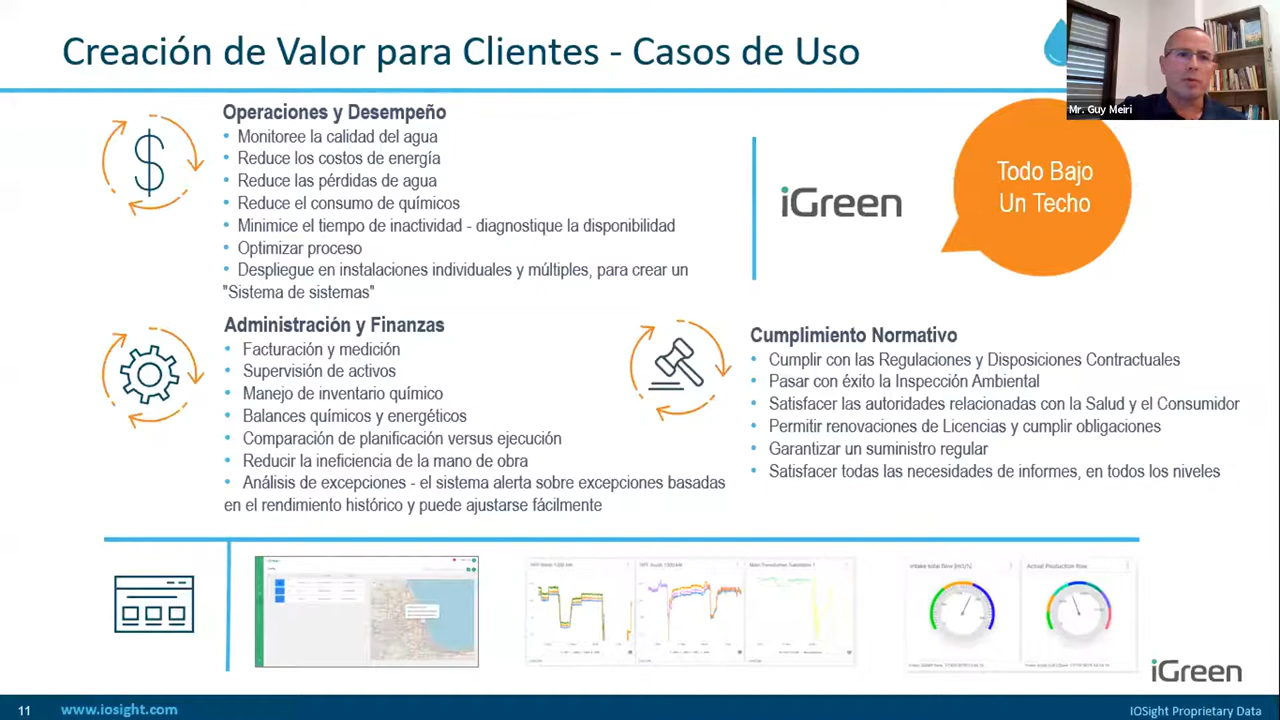 Creación de Valor para Clientes - Casos de Uso
Mr. Guy Meiri
Operaciones y Desempeño
• Monitoree la calidad del agua
• Reduce los costos de energía
• Reduce las pérdidas de agua
• Reduce el consumo de químicos
• Minimice el tiempo de inactividad - diagnostique la disponibilidad
• Optimizar proceso
• Despliegue en instalaciones individuales y múltiples, para crear un
"Sistema de sistemas"
iGreen
Todo Bajo
Un Techo
Administración y Finanzas
• Facturación y medición
• Supervisión de activos
• Manejo de inventario químico
• Balances químicos y energéticos
• Comparación de planificación versus ejecución
• Reducir la ineficiencia de la mano de obra
• Análisis de excepciones - el sistema alerta sobre excepciones basadas
en el rendimiento histórico y puede ajustarse fácilmente
Cumplimiento Normativo
• Cumplir con las Regulaciones y Disposiciones Contractuales
• Pasar con éxito la Inspección Ambiental
• Satisfacer las autoridades relacionadas con la Salud y el Consumidor
• Permitir renovaciones de Licencias y cumplir obligaciones
• Garantizar un suministro regular
• Satisfacer todas las necesidades de informes, en todos los niveles
Intake total flow [m3/h]
Actual Production flow
iGreen
11
www.iosight.com
IOSight Proprietary Data